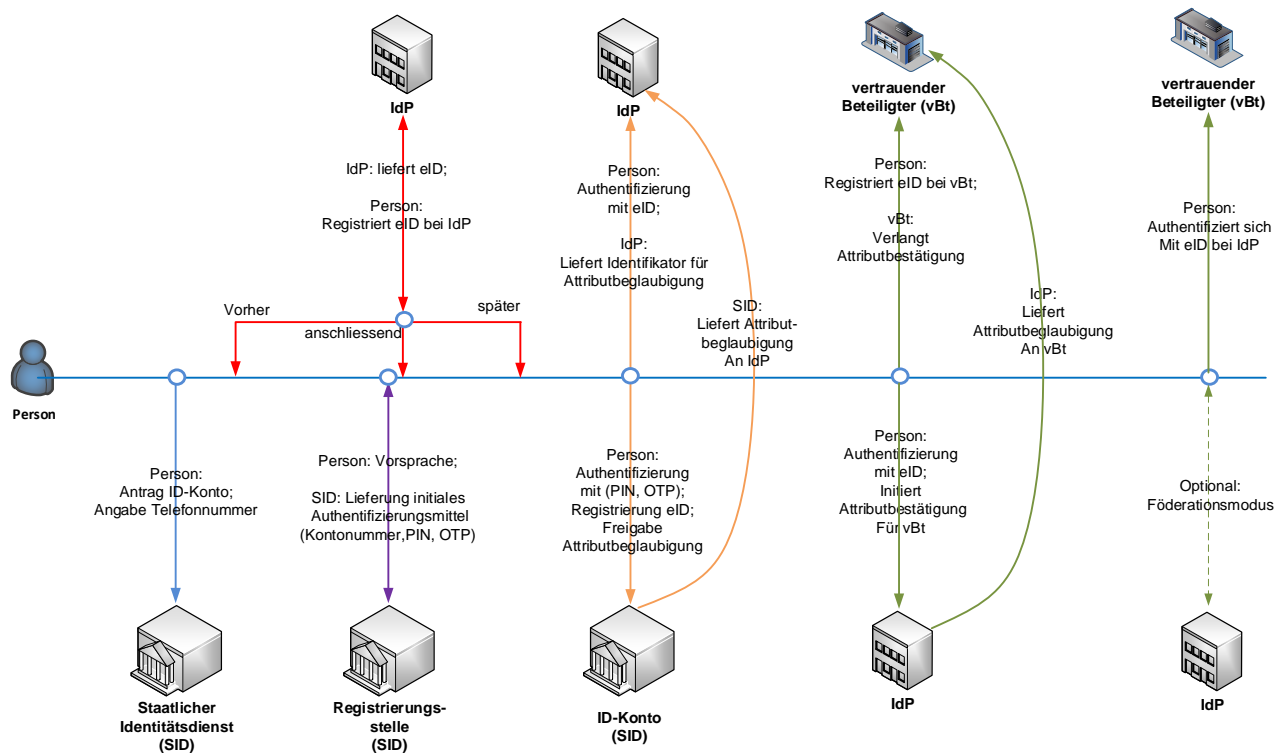 IdP
IdP
vertrauender
Beteiligter (vBt)
vertrauender
Beteiligter (vBt)
IdP: liefert eID;
Person:
Registriert eID bei IdP
Person:
Authentifizierung
mit eID;
IdP:
Liefert Identifikator für
Attributbeglaubigung
Person:
Registriert eID bei vBt;
vBt:
Verlangt
Attributbestätigung
Person:
Authentifiziert sich
Mit eID bei IdP
Vorher
anschliessend
später
SID:
Liefert Attribut-
beglaubigung
An IdP
IdP:
Liefert
Attributbeglaubigung
An vBt
Person
Person:
Antrag ID-Konto;
Angabe Telefonnummer
Person: Vorsprache;
SID: Lieferung initiales
Authentifizierungsmittel
(Kontonummer,PIN, OTP)
Person:
Authentifizierung
mit (PIN, OTP);
Registrierung eID;
Freigabe
Attributbeglaubigung
Person:
Authentifizierung
mit eID;
Initiert
Attributbestätigung
Für vBt
Optional:
Föderationsmodus
Staatlicher
Identitätsdienst
(SID)
Registrierungs-
stelle
(SID)
ID-Konto
(SID)
IdP
IdP